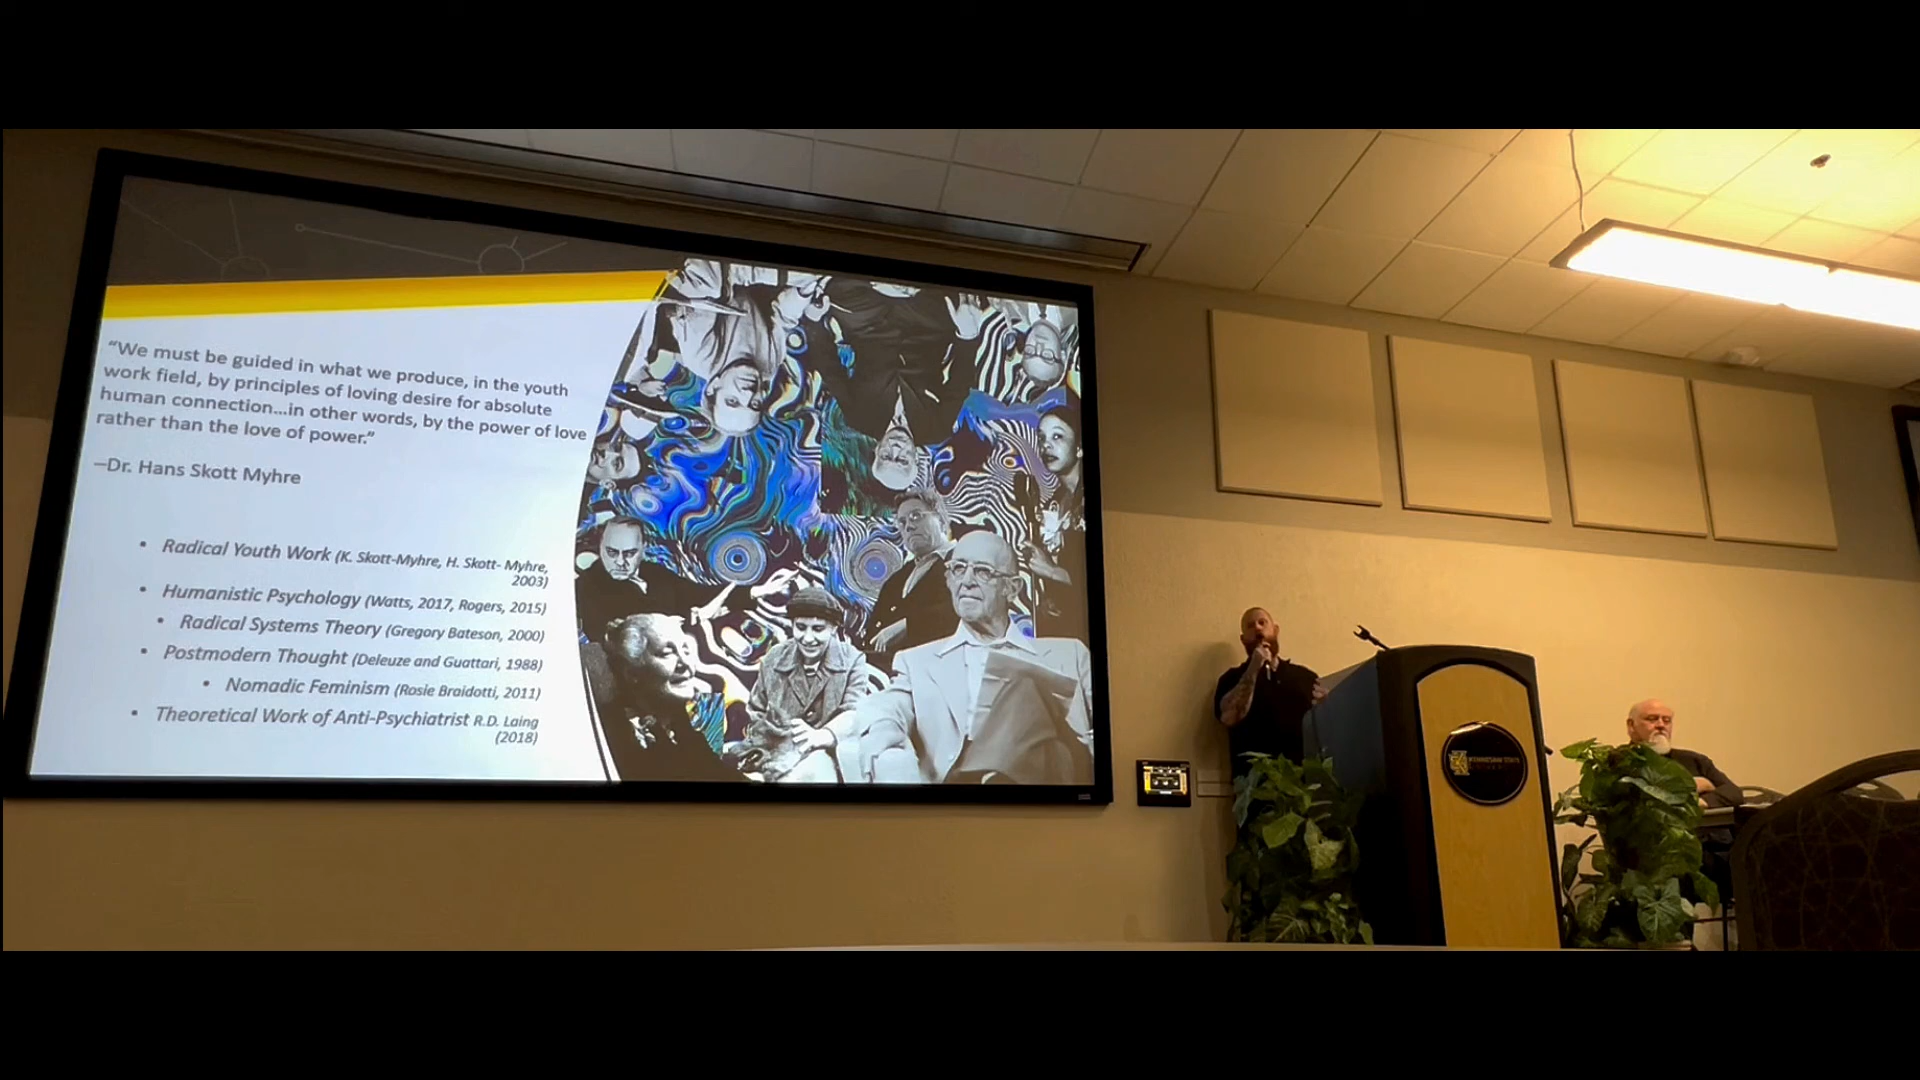 “We must be guided in what we produce, in the youth
work field, by principles of loving desire for absolute
human connection...in other words, by the power of love
rather than the love of power.”
—Dr. Hans Skott Myhre
• Radical Youth Work (K. Skott-Myhre, H. Skott- Myhre,
2003)
• Humanistic Psychology (Watts, 2017, Rogers, 2015)
• Radical Systems Theory (Gregory Bateson, 2000)
• Postmodern Thought (Deleuze and Guattari, 1988)
• Nomadic Feminism (Rosie Braidotti, 2011)
• Theoretical Work of Anti-Psychiatrist R.D. Laing
(2018)
KENNESAW STATE